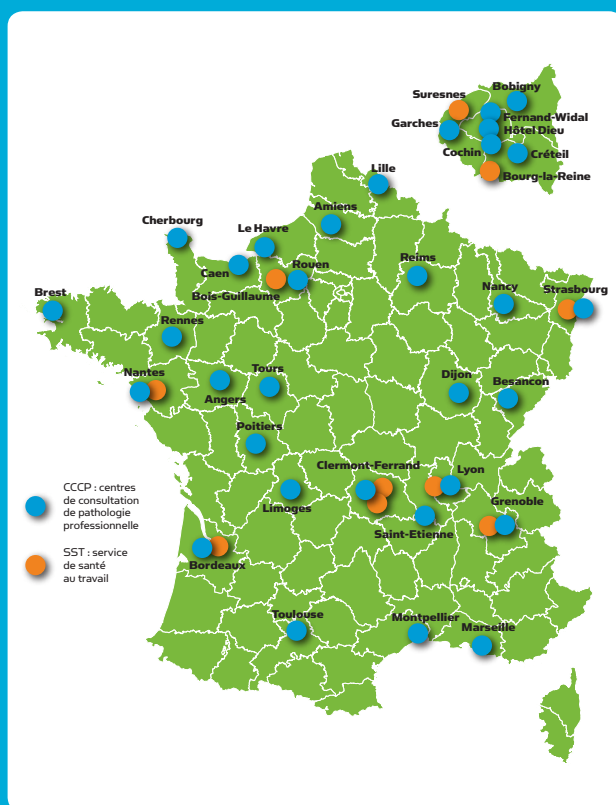 Suresnes
Bobigny
Fernand-Widal
Garches
Hôtel Dieu
Cochin
Créteil
Bourg-la-Reine
Lille
Amiens
Cherbourg
Le Havre
Caen
Rouen
Bois-Guillaume
Reims
Nancy
Strasbourg
Brest
Rennes
Nantes
Angers
Tours
Dijon
Besancon
Poitiers
Clermont-Ferrand
Lyon
Limoges
Grenoble
Saint-Etienne
CCCP : centres
de consultation
de pathologie
professionnelle
SST : service
de santé
au travail
Bordeaux
Toulouse
Montpellier
Marseille